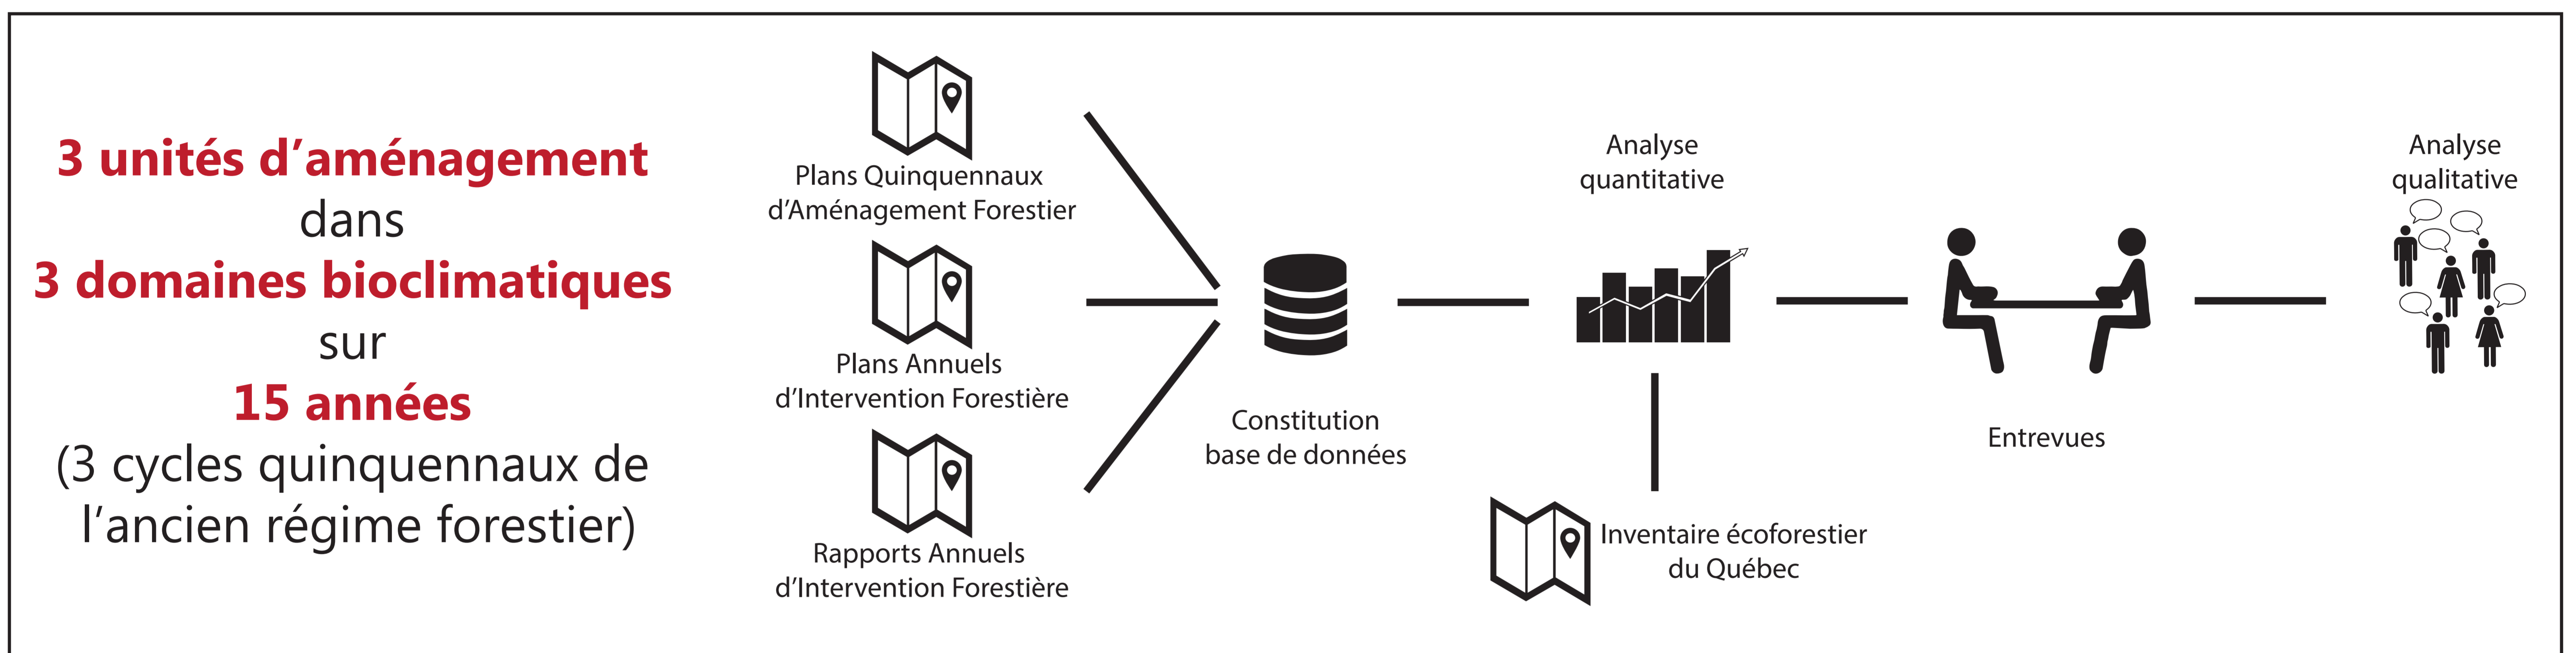 3 unités d’aménagement
dans
3 domaines bioclimatiques
sur
15 années
(3 cycles quinquennaux de
l’ancien régime forestier)
Plans Quinquennaux
d’Aménagement Forestier
Plans Annuels
d’Intervention Forestière
Rapports Annuels
d’Intervention Forestière
Constitution
base de données
Analyse
quantitative
Inventaire écoforestier
du Québec
Entrevues
Analyse
qualitative